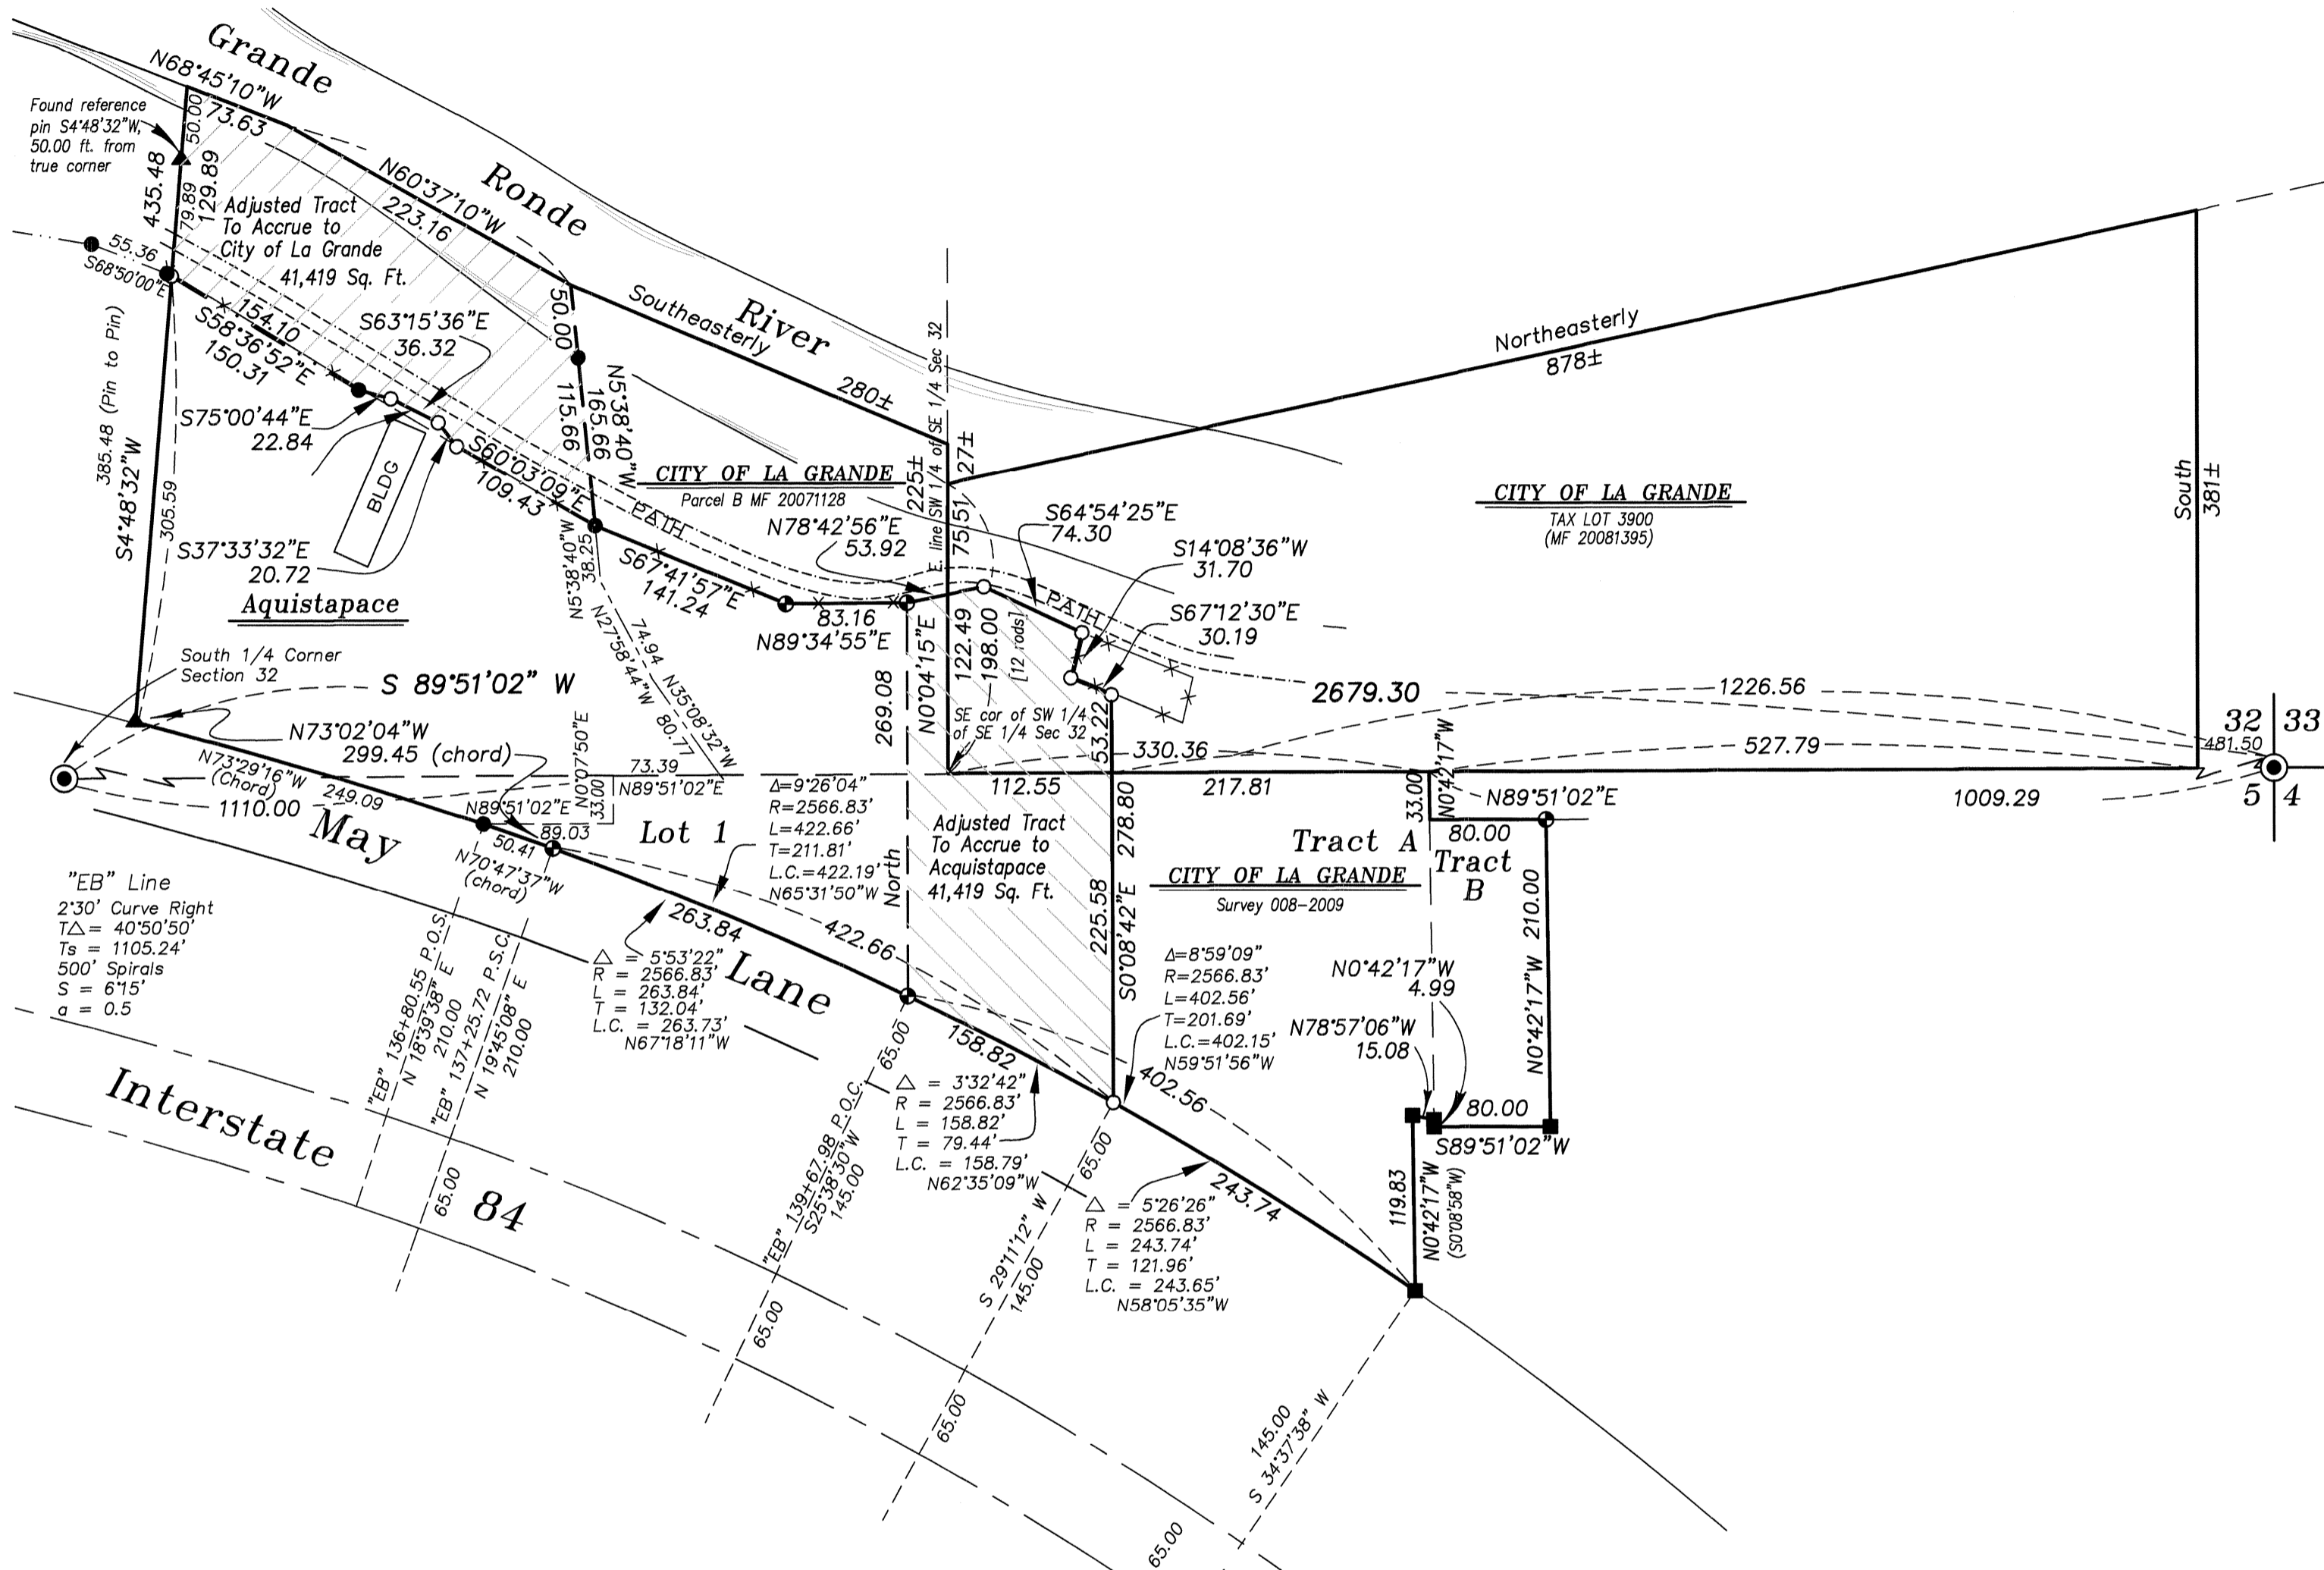 Grande
Ronde
River
N68°45'10"W
73.63
Found reference
pin S4°48'32"W,
50.00 ft. from
true corner
50.00
435.48
79.89
129.89
N60°37'10"W
223.16
Adjusted Tract
To Accrue to
City of La Grande
41,419 Sq. Ft.
55.36
S68°50'00"E
154.10
S58°36'52"E
150.31
S63°15'36"E
36.32
S75°00'44"E
22.84
385.48 (Pin to Pin)
S4°48'32"W
305.59
BLDG
S60°03'09"E
109.43
S37°33'32"E
20.72
Aquistapace
50.00
115.66
165.66
N5°38'40"W
Southeasterly
280±
CITY OF LA GRANDE
Parcel B MF 20071128
225±
E. line SW 1/4 of SE 1/4 Sec 32
27±
75.51
PATH
N78°42'56"E
53.92
S64°54'25"E
74.30
S14°08'36"W
31.70
S67°12'30"E
30.19
PATH
Northeasterly
878±
CITY OF LA GRANDE
TAX LOT 3900
(MF 20081395)
South
381±
N5°38'40"W
38.25
S67°41'57"E
141.24
83.16
N89°34'55"E
N27°58'44"W
74.94
N35°08'32"W
80.77
269.08
N0°04'15"E
122.49
198.00
[12 rods]
SE cor of SW 1/4
of SE 1/4 Sec 32
53.22
South 1/4 Corner
Section 32
S 89°51'02" W
2679.30
1226.56
330.36
527.79
481.50
32
33
5
4
N73°02'04"W
299.45 (chord)
N73°29'16"W
(Chord)
249.09
1110.00
N0°07'50"E
33.00
73.39
N89°51'02"E
N89°51'02"E
89.03
50.41
N70°47'37"W
(chord)
112.55
217.81
33.00
N0°42'17"W
N89°51'02"E
80.00
1009.29
May
Lane
Lot 1
Δ=9°26'04"
R=2566.83'
L=422.66'
T=211.81'
L.C.=422.19'
N65°31'50"W
North
Adjusted Tract
To Accrue to
Acquistapace
41,419 Sq. Ft.
278.80
225.58
S0°08'42"E
Tract A
CITY OF LA GRANDE
Survey 008-2009
Tract
B
210.00
N0°42'17"W
"EB" Line
2°30' Curve Right
TΔ= 40°50'50'
Ts = 1105.24'
500' Spirals
S = 6°15'
a = 0.5
263.84
422.66
Δ = 5°53'22"
R = 2566.83'
L = 263.84'
T = 132.04'
L.C. = 263.73'
N67°18'11"W
Δ=8°59'09"
R=2566.83'
L=402.56'
T=201.69'
L.C.=402.15'
N59°51'56"W
N0°42'17"W
4.99
N78°57'06"W
15.08
80.00
S89°51'02"W
"EB" 136+80.55 P.O.S.
N 18°39'38" E
210.00
"EB" 137+25.72 P.S.C.
N 19°45'08" E
210.00
65.00
158.82
65.00
Δ = 3°32'42"
R = 2566.83'
L = 158.82'
T = 79.44'
L.C. = 158.79'
N62°35'09"W
"EB" 139+67.98 P.O.C.
S25°38'30"W
145.00
402.56
65.00
S 29°11'12" W
145.00
243.74
Δ = 5°26'26"
R = 2566.83'
L = 243.74'
T = 121.96'
L.C. = 243.65'
N58°05'35"W
119.83
N0°42'17"W
(S0°08'58"W)
Interstate
84
65.00
65.00
145.00
S 34°37'38" W
65.00